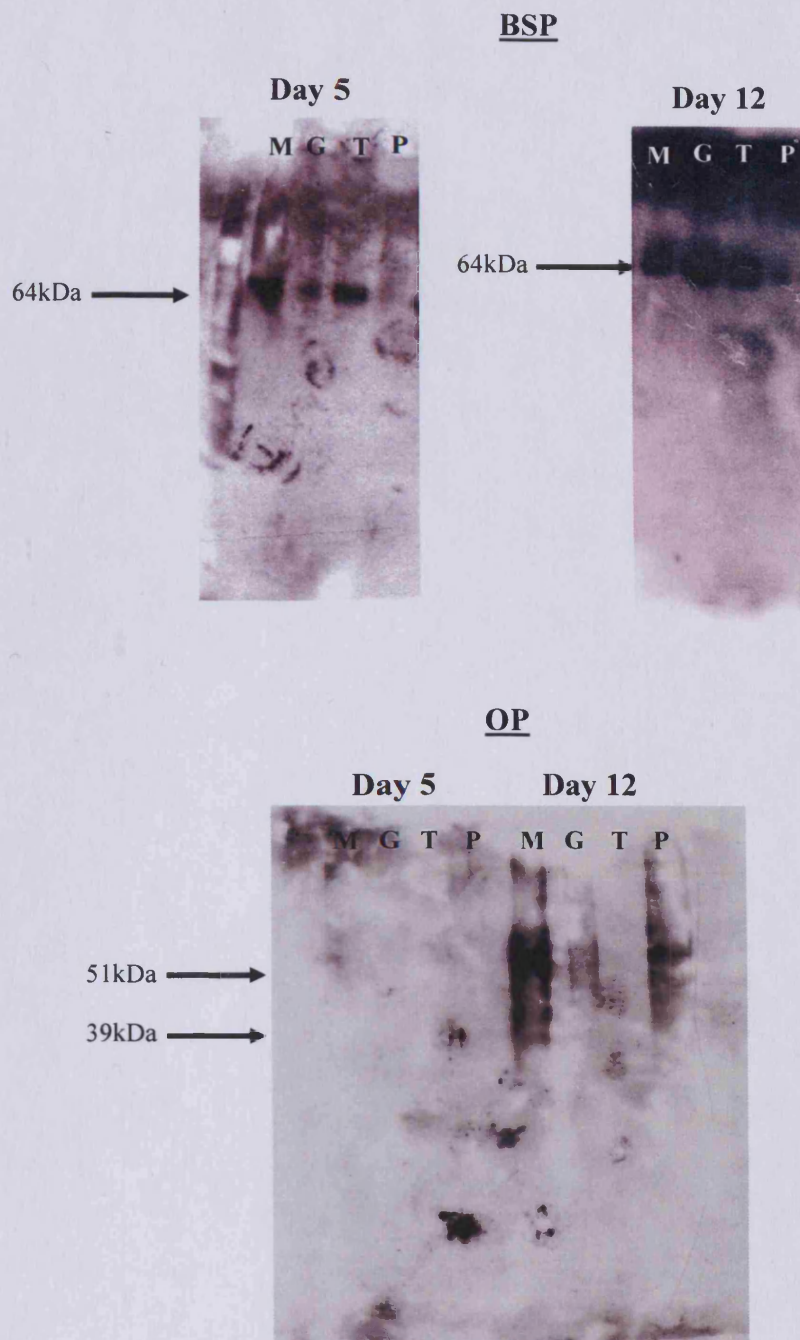 BSP
Day 5
Day 12
M G T P
M G T P
64kDa
64kDa
OP
Day 5 Day 12
M G T P M G T P
51kDa
39kDa